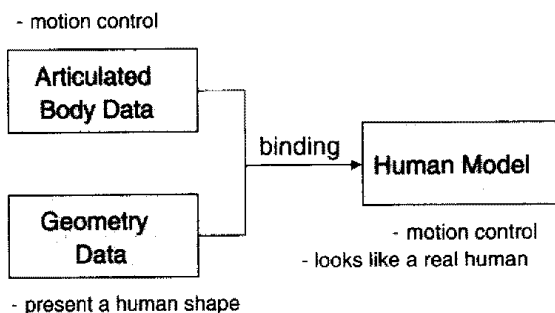 - motion control
Articulated
Body Data
binding
Human Model
Geometry
Data
- motion control
- looks like a real human
- present a human shape